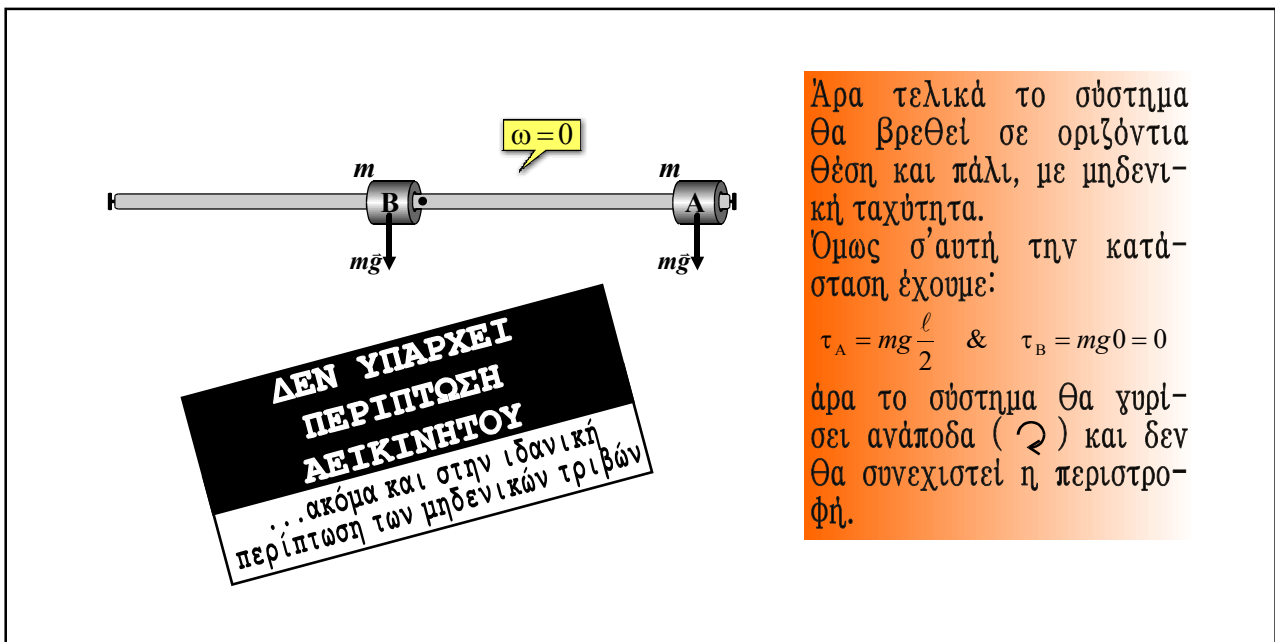 ω = 0
m
m
B
A
mg⃗
mg⃗
ΔΕΝ ΥΠΑΡΧΕΙ
ΠΕΡΙΠΤΩΣΗ
ΑΕΙΚΙΝΗΤΟΥ
...ακόμα και στην ιδανική
περίπτωση των μηδενικών τριβών
Άρα τελικά το σύστημα
θα βρεθεί σε οριζόντια
θέση και πάλι, με μηδενι-
κή ταχύτητα.
Όμως σ'αυτή την κατά-
σταση έχουμε:
τ_A = mg ℓ/2 & τ_B = mg0 = 0
άρα το σύστημα θα γυρί-
σει ανάποδα ( ) και δεν
θα συνεχιστεί η περιστρο-
φή.